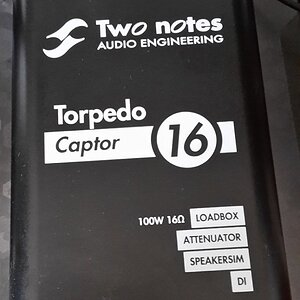 Two notes
AUDIO ENGINEERING
Torpedo
Captor 16
100W 16Ω LOADBOX
ATTENUATOR
SPEAKERSIM
DI